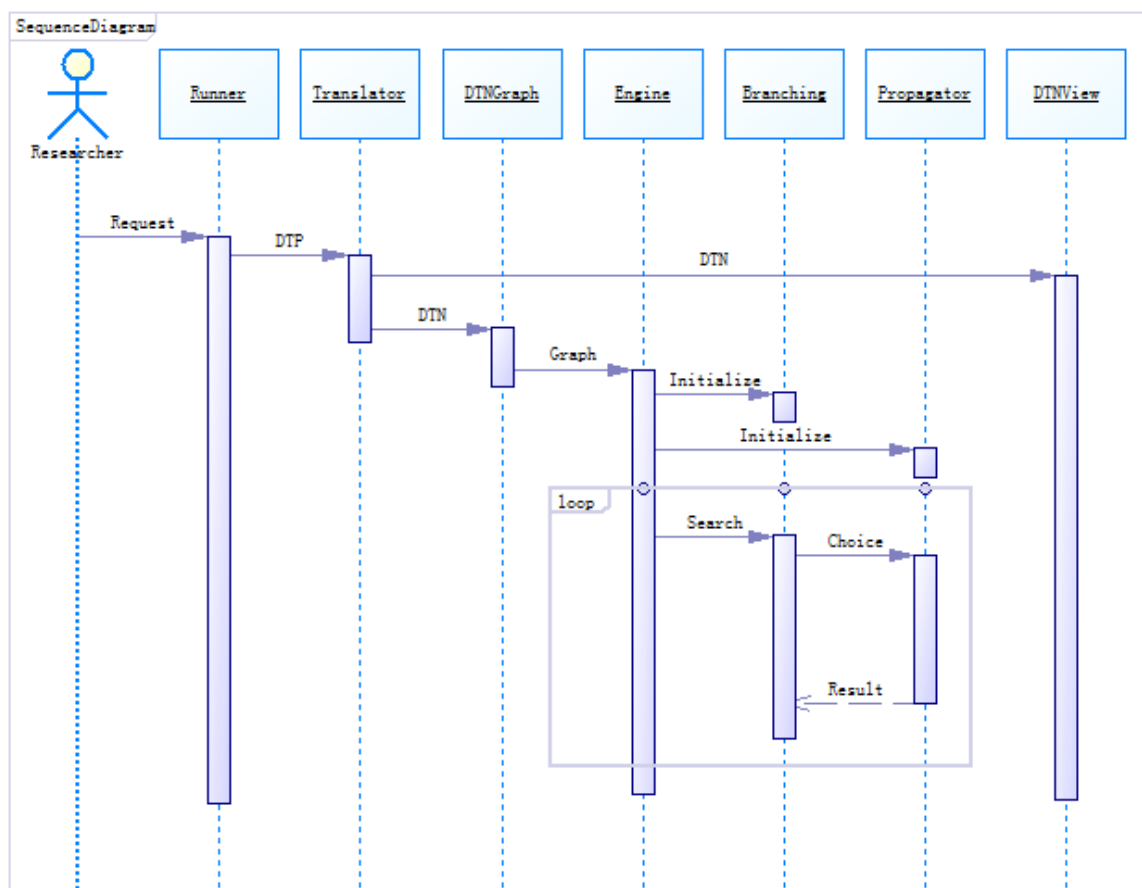 SequenceDiagram
Researcher
Runner
Translator
DTNGraph
Engine
Branching
Propagator
DTNView
Request
DTP
DTN
DTN
Graph
Initialize
Initialize
loop
Search
Choice
Result